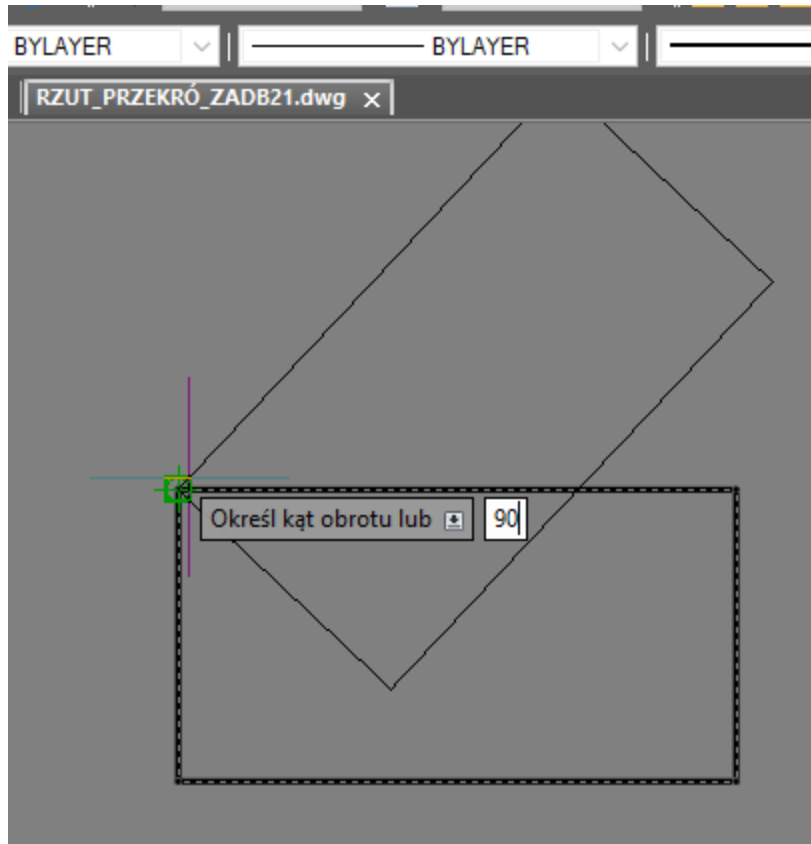 BYLAYER
BYLAYER
RZUT_PRZEKRÓ_ZADB21.dwg
Określ kąt obrotu lub
90